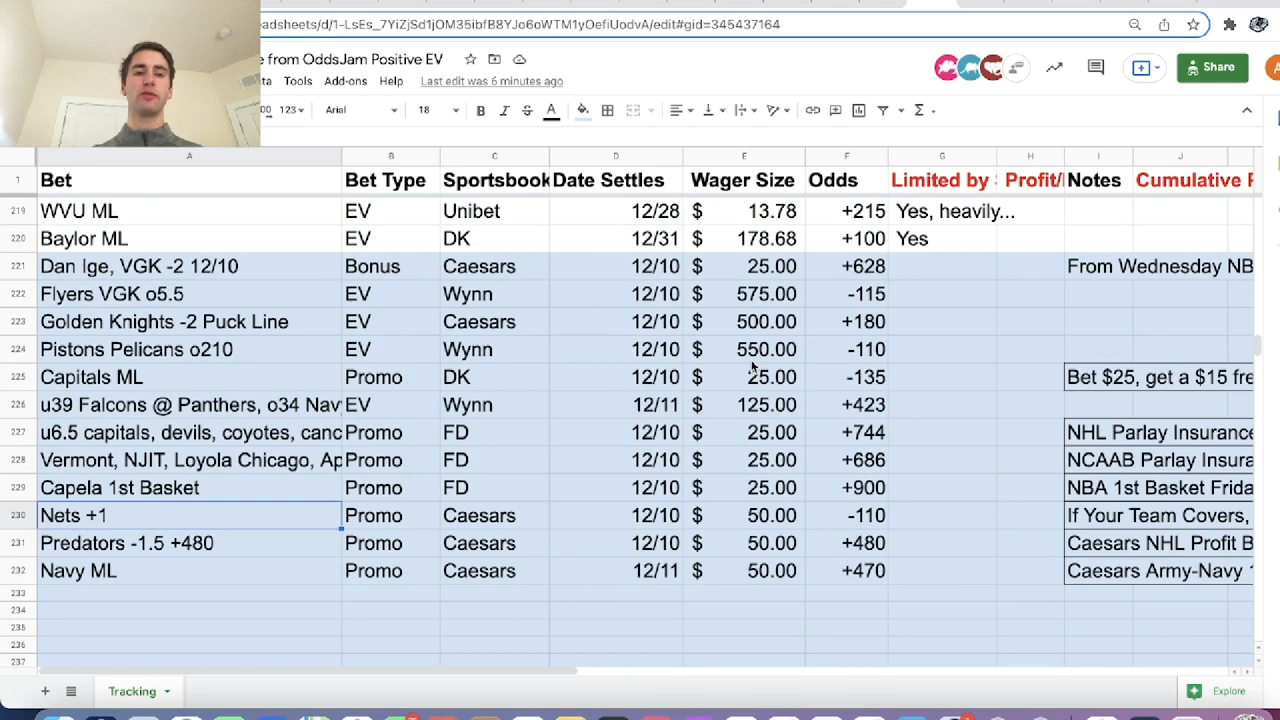 eadsheets/d/1-LsEs_7YiZjSd1jOM35ibfB8YJo6oWTM1yOefiUodvA/edit#gid=345437164
e from OddsJam Positive EV
ta Tools Add-ons Help Last edit was 6 minutes ago
Share
00 123 Arial 18
A B C D E F G H I J
1 Bet Bet Type Sportsbook Date Settles Wager Size Odds Limited by Profit/ Notes Cumulative P
219 WVU ML EV Unibet 12/28 $ 13.78 +215 Yes, heavily...
220 Baylor ML EV DK 12/31 $ 178.68 +100 Yes
221 Dan Ige, VGK -2 12/10 Bonus Caesars 12/10 $ 25.00 +628 From Wednesday NB
222 Flyers VGK o5.5 EV Wynn 12/10 $ 575.00 -115
223 Golden Knights -2 Puck Line EV Caesars 12/10 $ 500.00 +180
224 Pistons Pelicans o210 EV Wynn 12/10 $ 550.00 -110
225 Capitals ML Promo DK 12/10 $ 25.00 -135 Bet $25, get a $15 fre
226 u39 Falcons @ Panthers, o34 Nav EV Wynn 12/11 $ 125.00 +423
227 u6.5 capitals, devils, coyotes, canc Promo FD 12/10 $ 25.00 +744 NHL Parlay Insurance
228 Vermont, NJIT, Loyola Chicago, Ap Promo FD 12/10 $ 25.00 +686 NCAAB Parlay Insura
229 Capela 1st Basket Promo FD 12/10 $ 25.00 +900 NBA 1st Basket Frida
230 Nets +1 Promo Caesars 12/10 $ 50.00 -110 If Your Team Covers,
231 Predators -1.5 +480 Promo Caesars 12/10 $ 50.00 +480 Caesars NHL Profit B
232 Navy ML Promo Caesars 12/11 $ 50.00 +470 Caesars Army-Navy
233
234
235
236
237
Tracking Explore